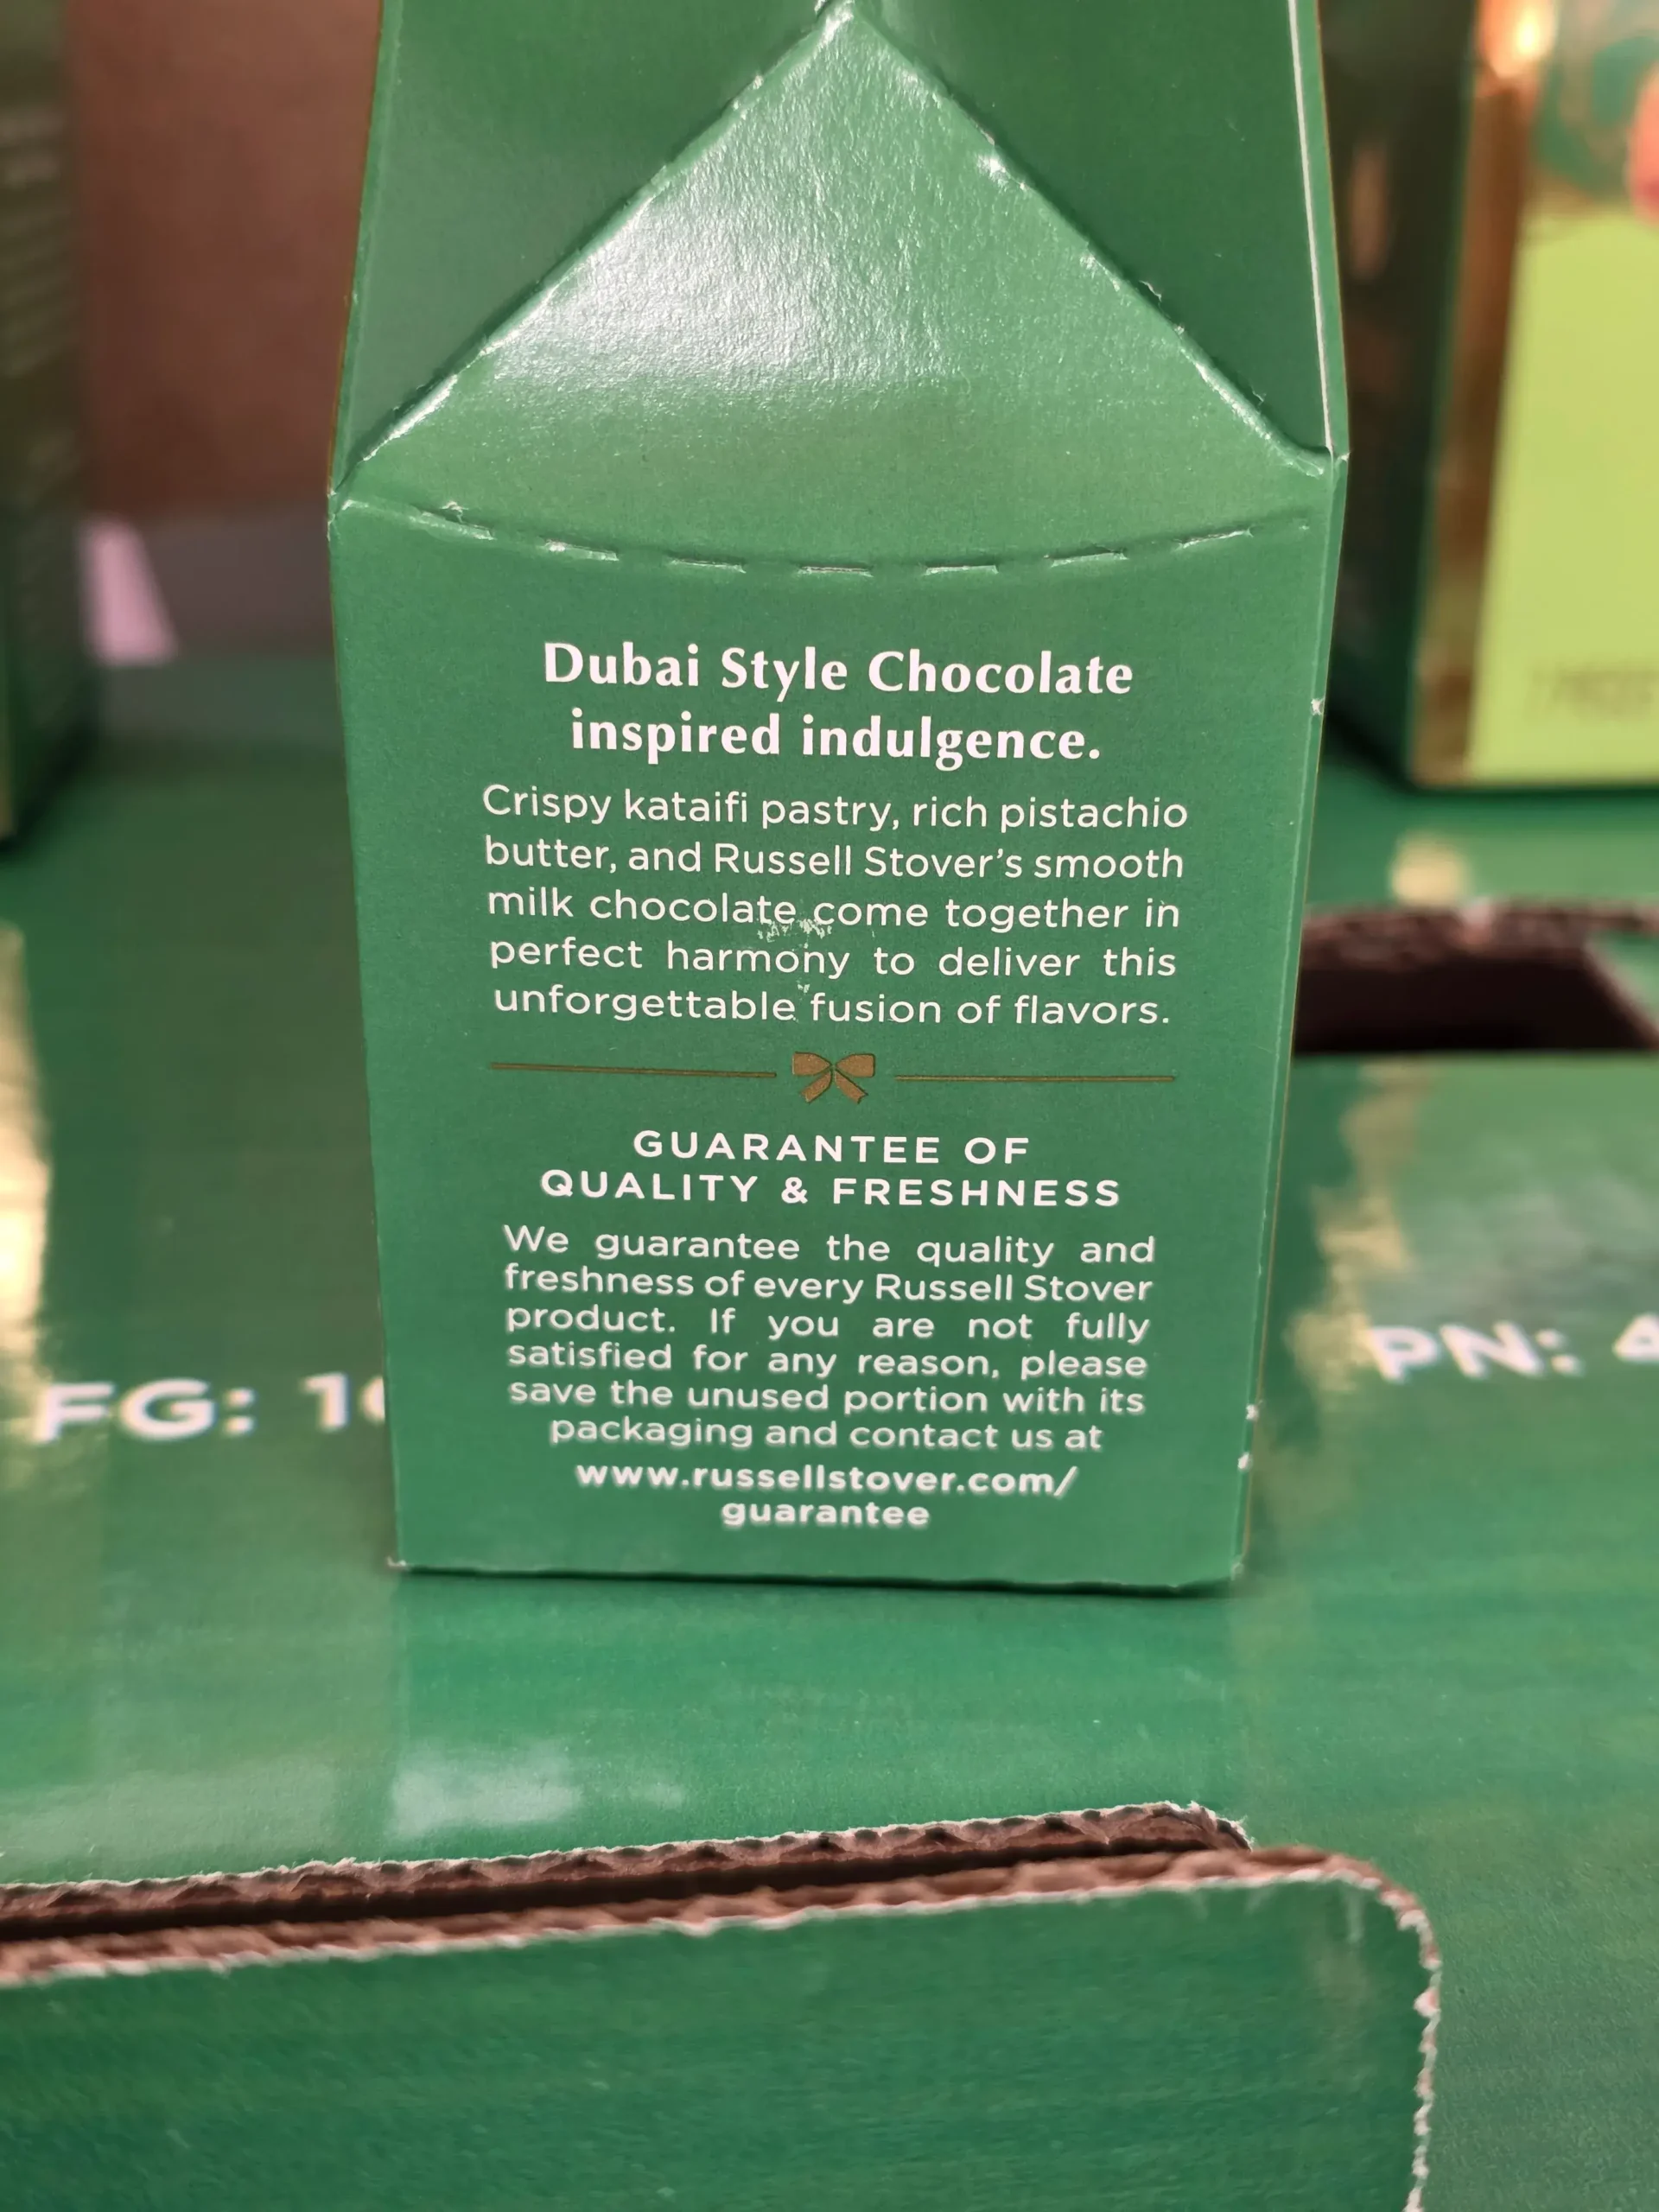 Dubai Style Chocolate
inspired indulgence.
Crispy kataifi pastry, rich pistachio
butter, and Russell Stover's smooth
milk chocolate come together in
perfect harmony to deliver this
unforgettable fusion of flavors.
GUARANTEE OF
QUALITY & FRESHNESS
We guarantee the quality and
freshness of every Russell Stover
product. If you are not fully
satisfied for any reason, please
save the unused portion with its
packaging and contact us at
www.russellstover.com/
guarantee
FG: 1
PN: 4